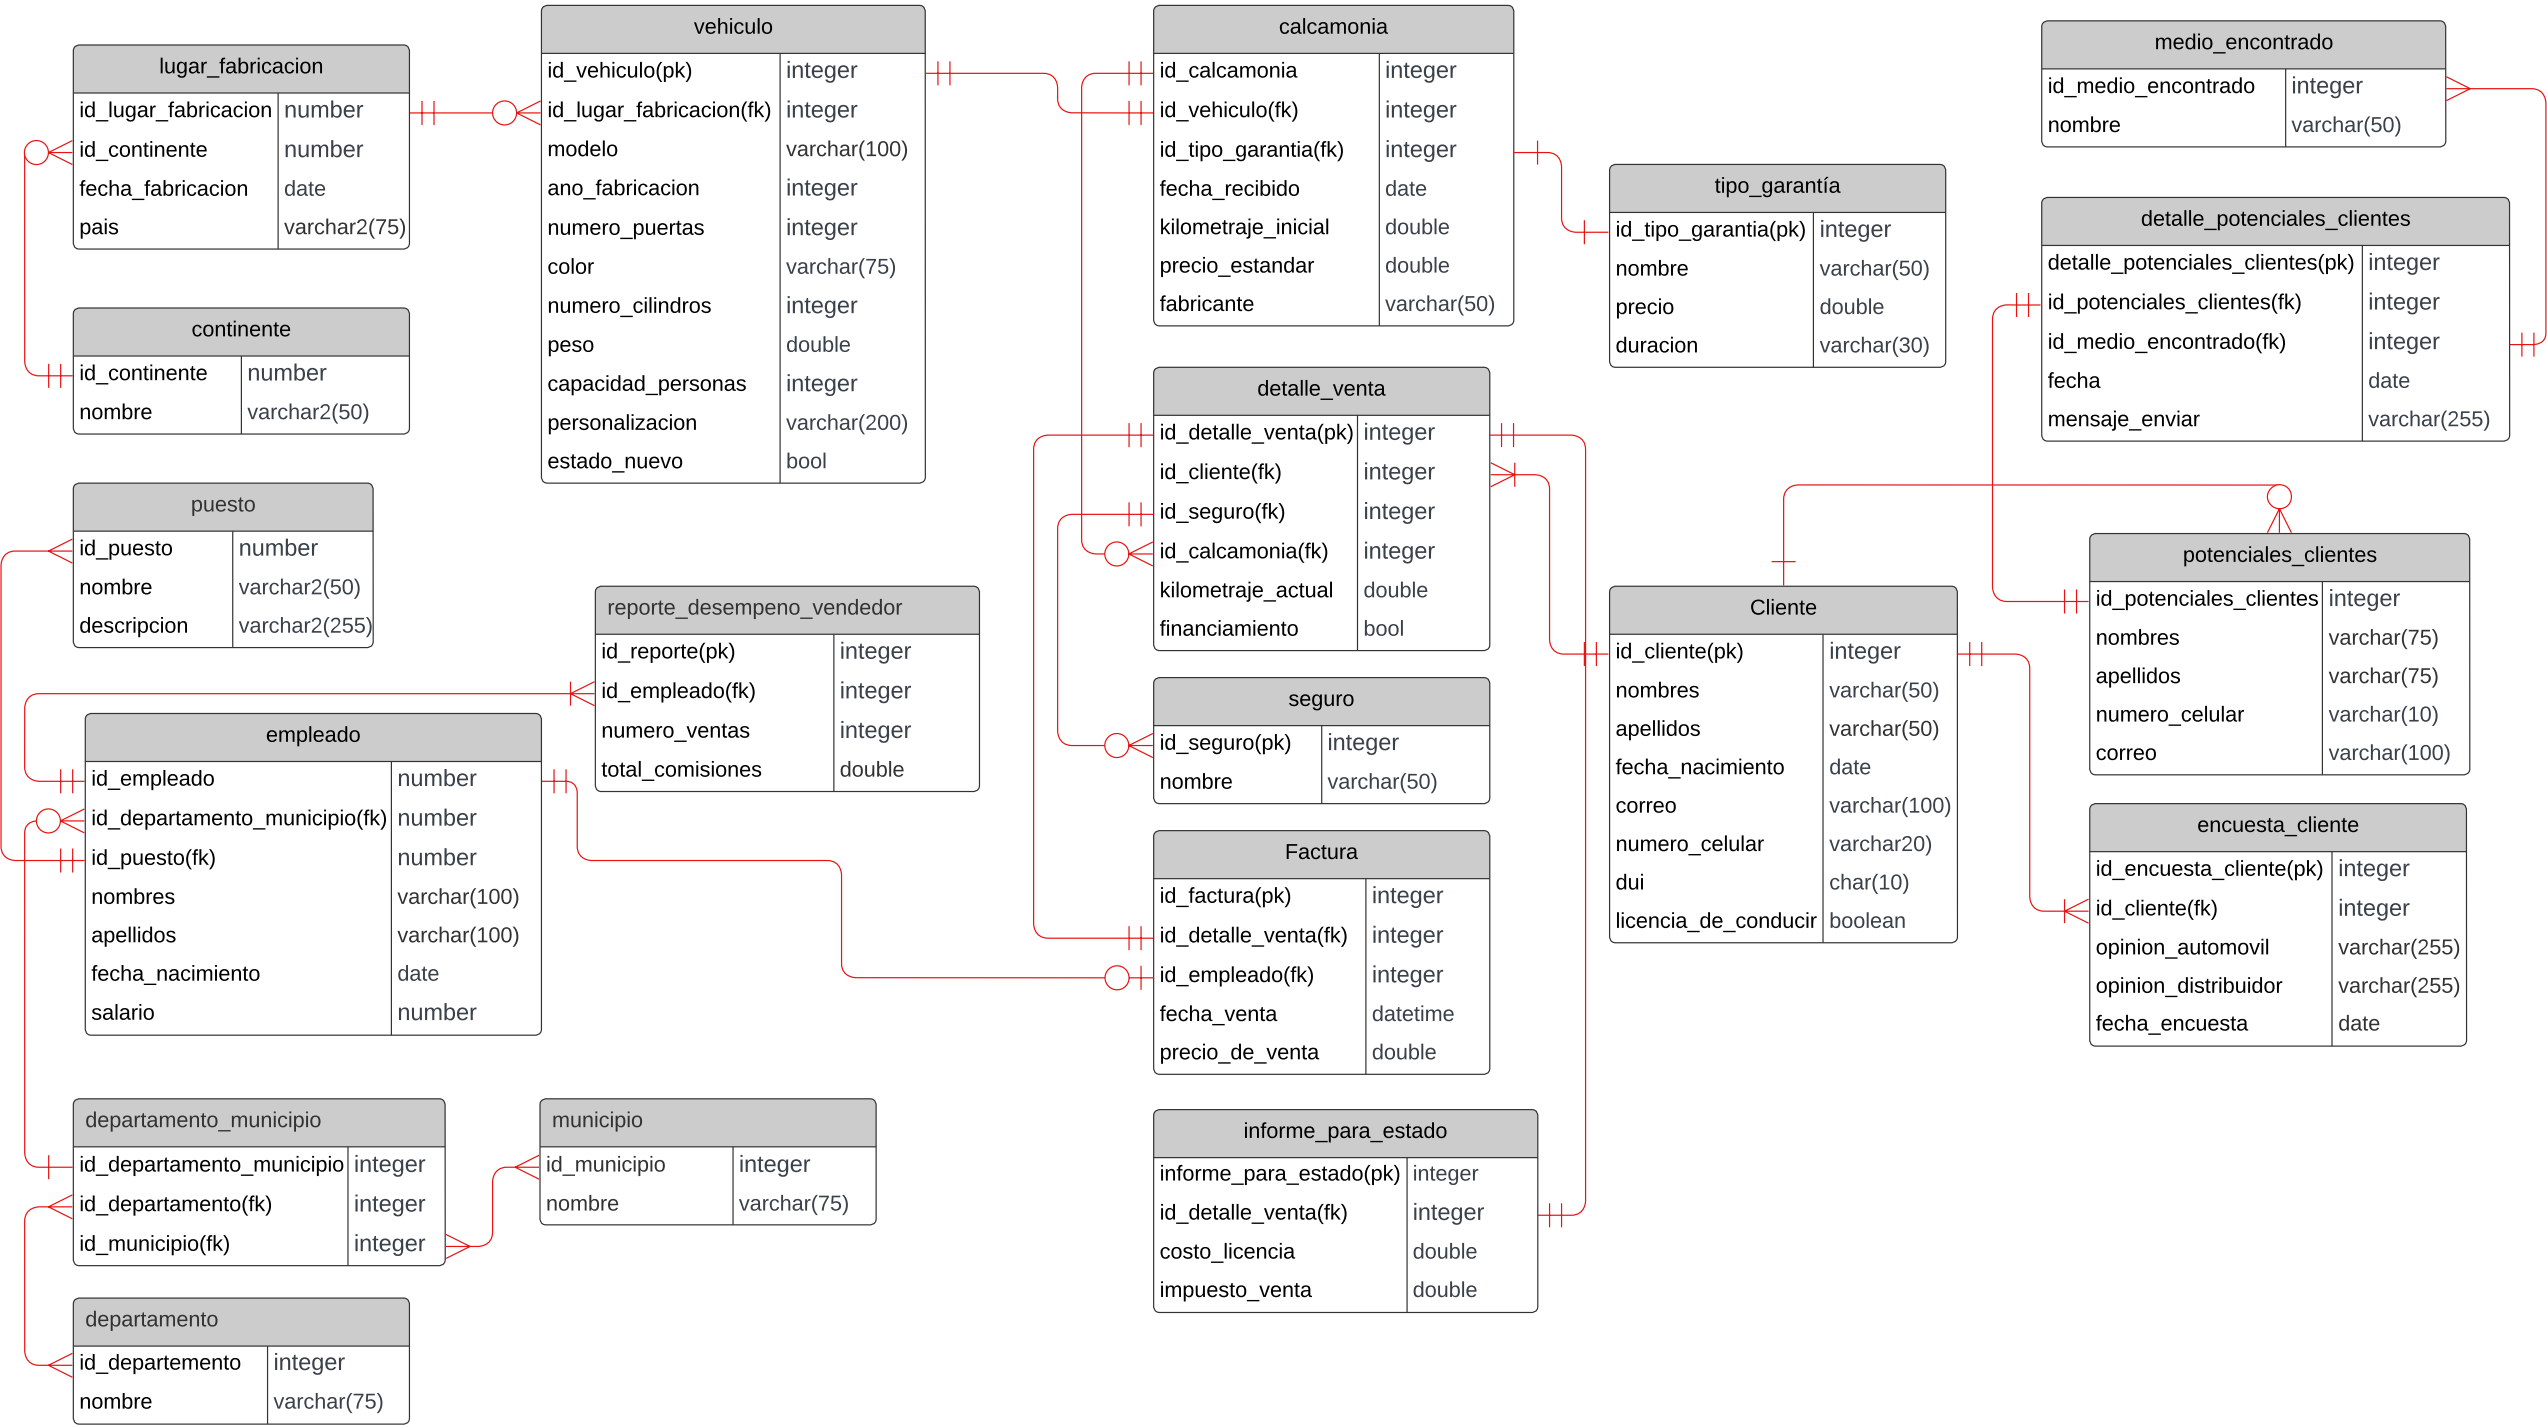 lugar_fabricacion
id_lugar_fabricacion number
id_continente number
fecha_fabricacion date
pais varchar2(75)
continente
id_continente number
nombre varchar2(50)
puesto
id_puesto number
nombre varchar2(50)
descripcion varchar2(255)
empleado
id_empleado number
id_departamento_municipio(fk) number
id_puesto(fk) number
nombres varchar(100)
apellidos varchar(100)
fecha_nacimiento date
salario number
departamento_municipio
id_departamento_municipio integer
id_departamento(fk) integer
id_municipio(fk) integer
departamento
id_departemento integer
nombre varchar(75)
municipio
id_municipio integer
nombre varchar(75)
vehiculo
id_vehiculo(pk) integer
id_lugar_fabricacion(fk) integer
modelo varchar(100)
ano_fabricacion integer
numero_puertas integer
color varchar(75)
numero_cilindros integer
peso double
capacidad_personas integer
personalizacion varchar(200)
estado_nuevo bool
reporte_desempeno_vendedor
id_reporte(pk) integer
id_empleado(fk) integer
numero_ventas integer
total_comisiones double
calcamonia
id_calcamonia integer
id_vehiculo(fk) integer
id_tipo_garantia(fk) integer
fecha_recibido date
kilometraje_inicial double
precio_estandar double
fabricante varchar(50)
detalle_venta
id_detalle_venta(pk) integer
id_cliente(fk) integer
id_seguro(fk) integer
id_calcamonia(fk) integer
kilometraje_actual double
financiamiento bool
seguro
id_seguro(pk) integer
nombre varchar(50)
Factura
id_factura(pk) integer
id_detalle_venta(fk) integer
id_empleado(fk) integer
fecha_venta datetime
precio_de_venta double
informe_para_estado
informe_para_estado(pk) integer
id_detalle_venta(fk) integer
costo_licencia double
impuesto_venta double
tipo_garantía
id_tipo_garantia(pk) integer
nombre varchar(50)
precio double
duracion varchar(30)
Cliente
id_cliente(pk) integer
nombres varchar(50)
apellidos varchar(50)
fecha_nacimiento date
correo varchar(100)
numero_celular varchar20)
dui char(10)
licencia_de_conducir boolean
medio_encontrado
id_medio_encontrado integer
nombre varchar(50)
detalle_potenciales_clientes
detalle_potenciales_clientes(pk) integer
id_potenciales_clientes(fk) integer
id_medio_encontrado(fk) integer
fecha date
mensaje_enviar varchar(255)
potenciales_clientes
id_potenciales_clientes integer
nombres varchar(75)
apellidos varchar(75)
numero_celular varchar(10)
correo varchar(100)
encuesta_cliente
id_encuesta_cliente(pk) integer
id_cliente(fk) integer
opinion_automovil varchar(255)
opinion_distribuidor varchar(255)
fecha_encuesta date